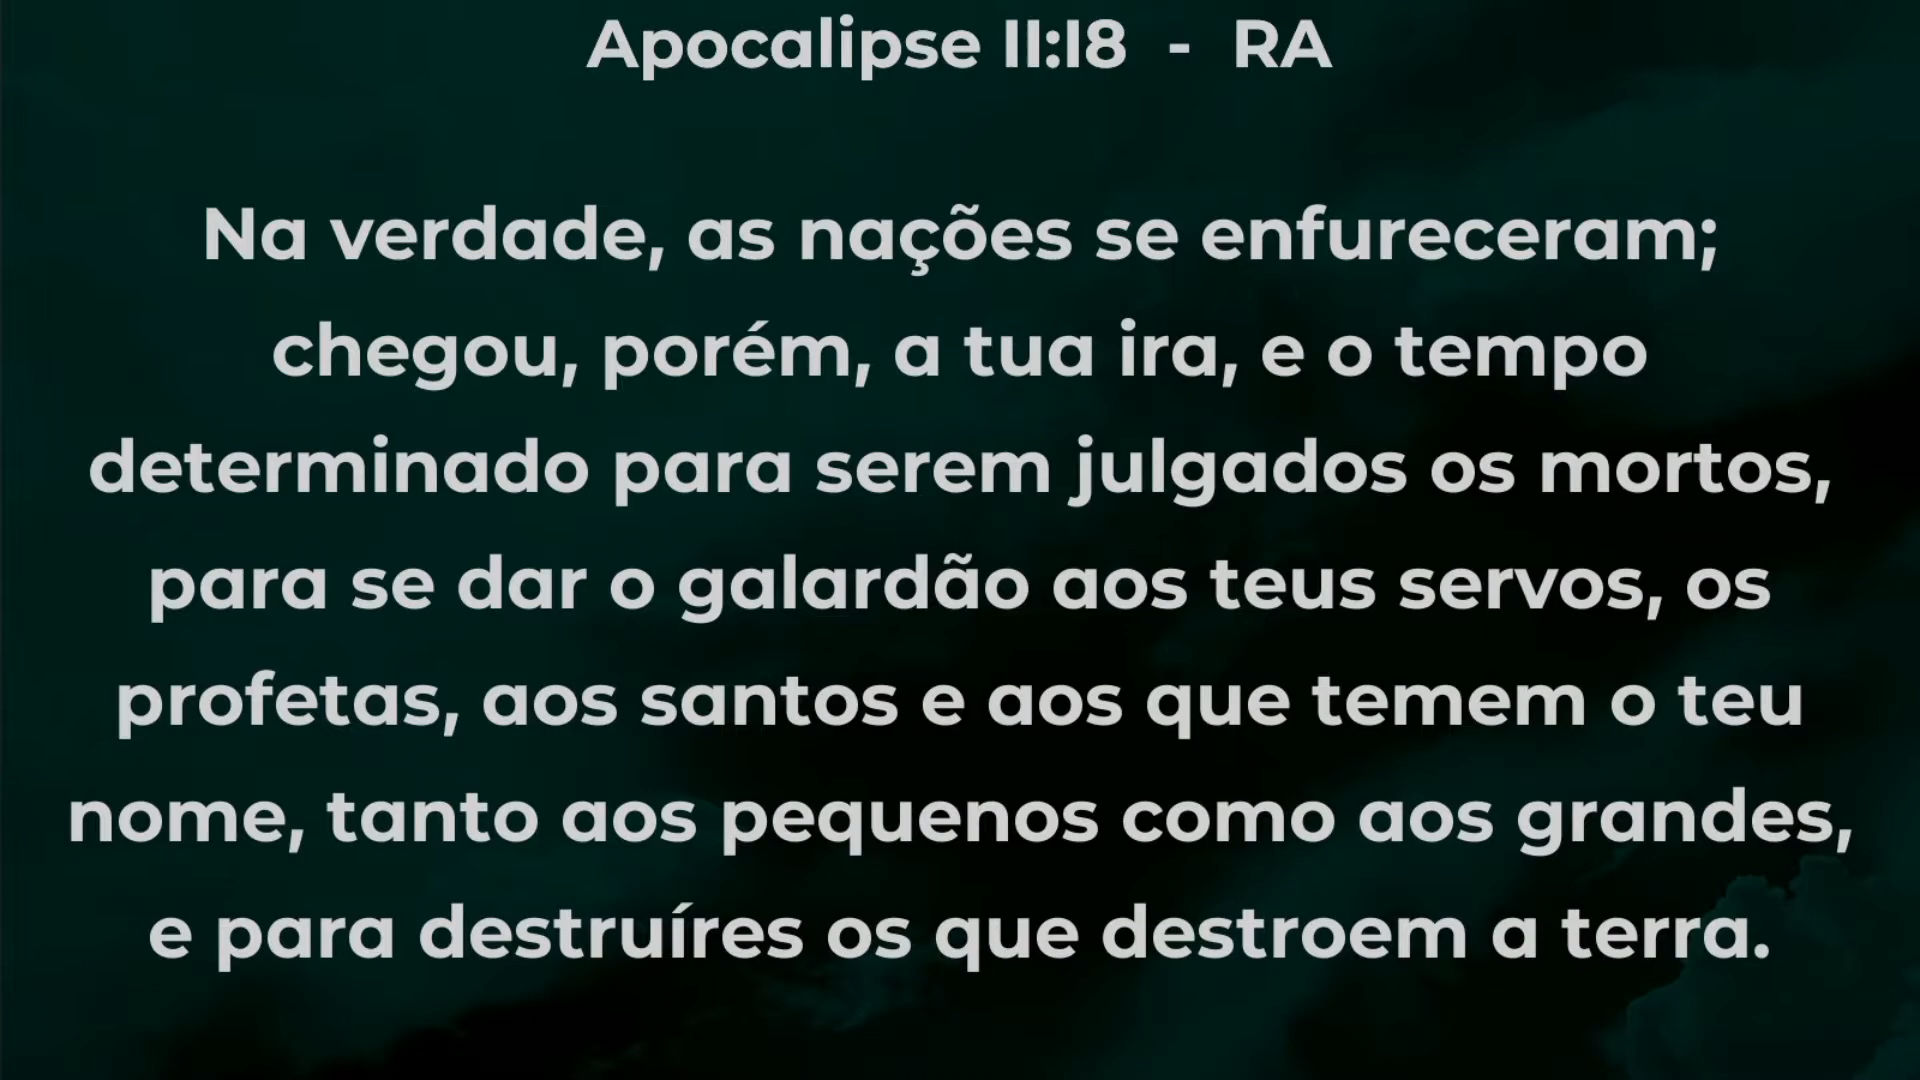 Apocalipse 11:18 - RA
Na verdade, as nações se enfureceram;
chegou, porém, a tua ira, e o tempo
determinado para serem julgados os mortos,
para se dar o galardão aos teus servos, os
profetas, aos santos e aos que temem o teu
nome, tanto aos pequenos como aos grandes,
e para destruíres os que destroem a terra.